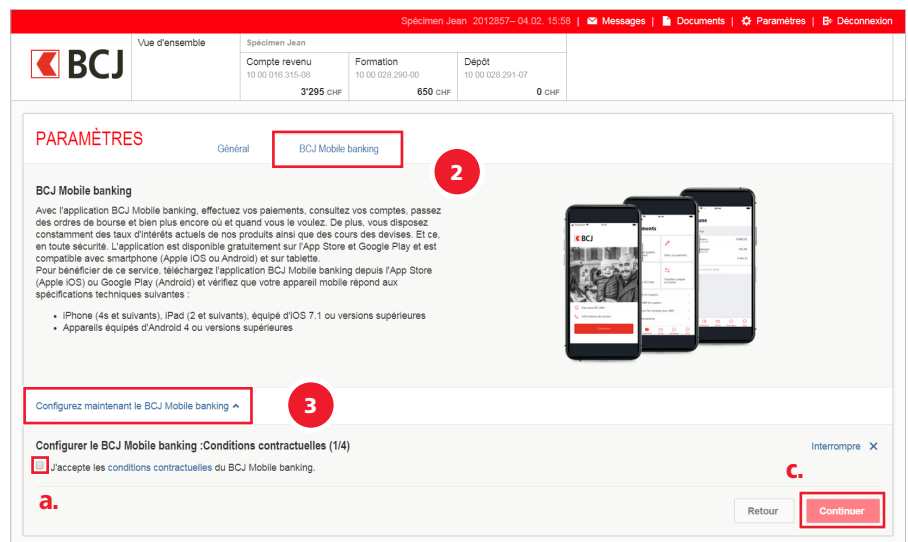 Spécimen Jean 2012857– 04.02. 15:58 | Messages | Documents | Paramètres | Déconnexion
BCJ
Vue d'ensemble
Spécimen Jean
Compte revenu
10 00 016.315-08
3'295 CHF
Formation
10 00 028.290-00
650 CHF
Dépôt
10 00 028.291-07
0 CHF
PARAMÈTRES
Général
BCJ Mobile banking
2
BCJ Mobile banking
Avec l'application BCJ Mobile banking, effectuez vos paiements, consultez vos comptes, passez
des ordres de bourse et bien plus encore où et quand vous le voulez. De plus, vous disposez
constamment des taux d'intérêts actuels de nos produits ainsi que des cours des devises. Et ce,
en toute sécurité. L'application est disponible gratuitement sur l'App Store et Google Play et est
compatible avec smartphone (Apple iOS ou Android) et sur tablette.
Pour bénéficier de ce service, téléchargez l'application BCJ Mobile banking depuis l'App Store
(Apple iOS) ou Google Play (Android) et vérifiez que votre appareil mobile répond aux
spécifications techniques suivantes :
• iPhone (4s et suivants), iPad (2 et suivants), équipé d'iOS 7.1 ou versions supérieures
• Appareils équipés d'Android 4 ou versions supérieures
BCJ
Configurez maintenant le BCJ Mobile banking
3
Configurer le BCJ Mobile banking :Conditions contractuelles (1/4)
Interrompre
J'accepte les conditions contractuelles du BCJ Mobile banking.
a.
c.
Retour
Continuer